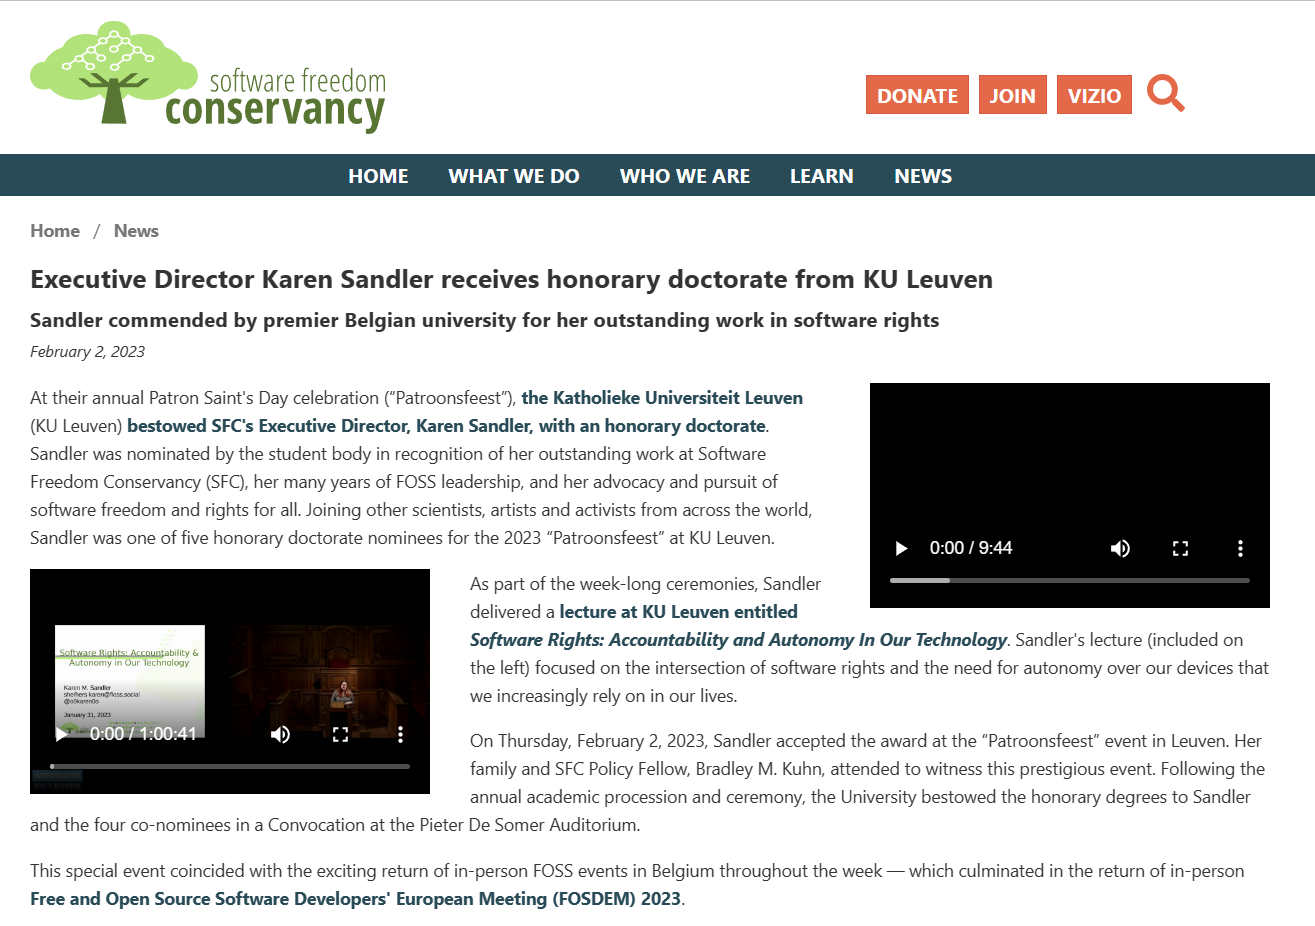 software freedom
conservancy
DONATE
JOIN
VIZIO
HOME
WHAT WE DO
WHO WE ARE
LEARN
NEWS
Home / News
Executive Director Karen Sandler receives honorary doctorate from KU Leuven
Sandler commended by premier Belgian university for her outstanding work in software rights
February 2, 2023
At their annual Patron Saint's Day celebration (“Patroonsfeest”), the Katholieke Universiteit Leuven
(KU Leuven) bestowed SFC's Executive Director, Karen Sandler, with an honorary doctorate.
Sandler was nominated by the student body in recognition of her outstanding work at Software
Freedom Conservancy (SFC), her many years of FOSS leadership, and her advocacy and pursuit of
software freedom and rights for all. Joining other scientists, artists and activists from across the world,
Sandler was one of five honorary doctorate nominees for the 2023 “Patroonsfeest” at KU Leuven.
0:00 / 9:44
Software Rights: Accountability &
Autonomy in Our Technology
Karen M. Sandler
she/hers karen@floss.social
@o0karen0o
January 31, 2023
0:00 / 1:00:41
KU LEUVEN
As part of the week-long ceremonies, Sandler
delivered a lecture at KU Leuven entitled
Software Rights: Accountability and Autonomy In Our Technology. Sandler's lecture (included on
the left) focused on the intersection of software rights and the need for autonomy over our devices that
we increasingly rely on in our lives.
On Thursday, February 2, 2023, Sandler accepted the award at the “Patroonsfeest” event in Leuven. Her
family and SFC Policy Fellow, Bradley M. Kuhn, attended to witness this prestigious event. Following the
annual academic procession and ceremony, the University bestowed the honorary degrees to Sandler
and the four co-nominees in a Convocation at the Pieter De Somer Auditorium.
This special event coincided with the exciting return of in-person FOSS events in Belgium throughout the week — which culminated in the return of in-person
Free and Open Source Software Developers' European Meeting (FOSDEM) 2023.